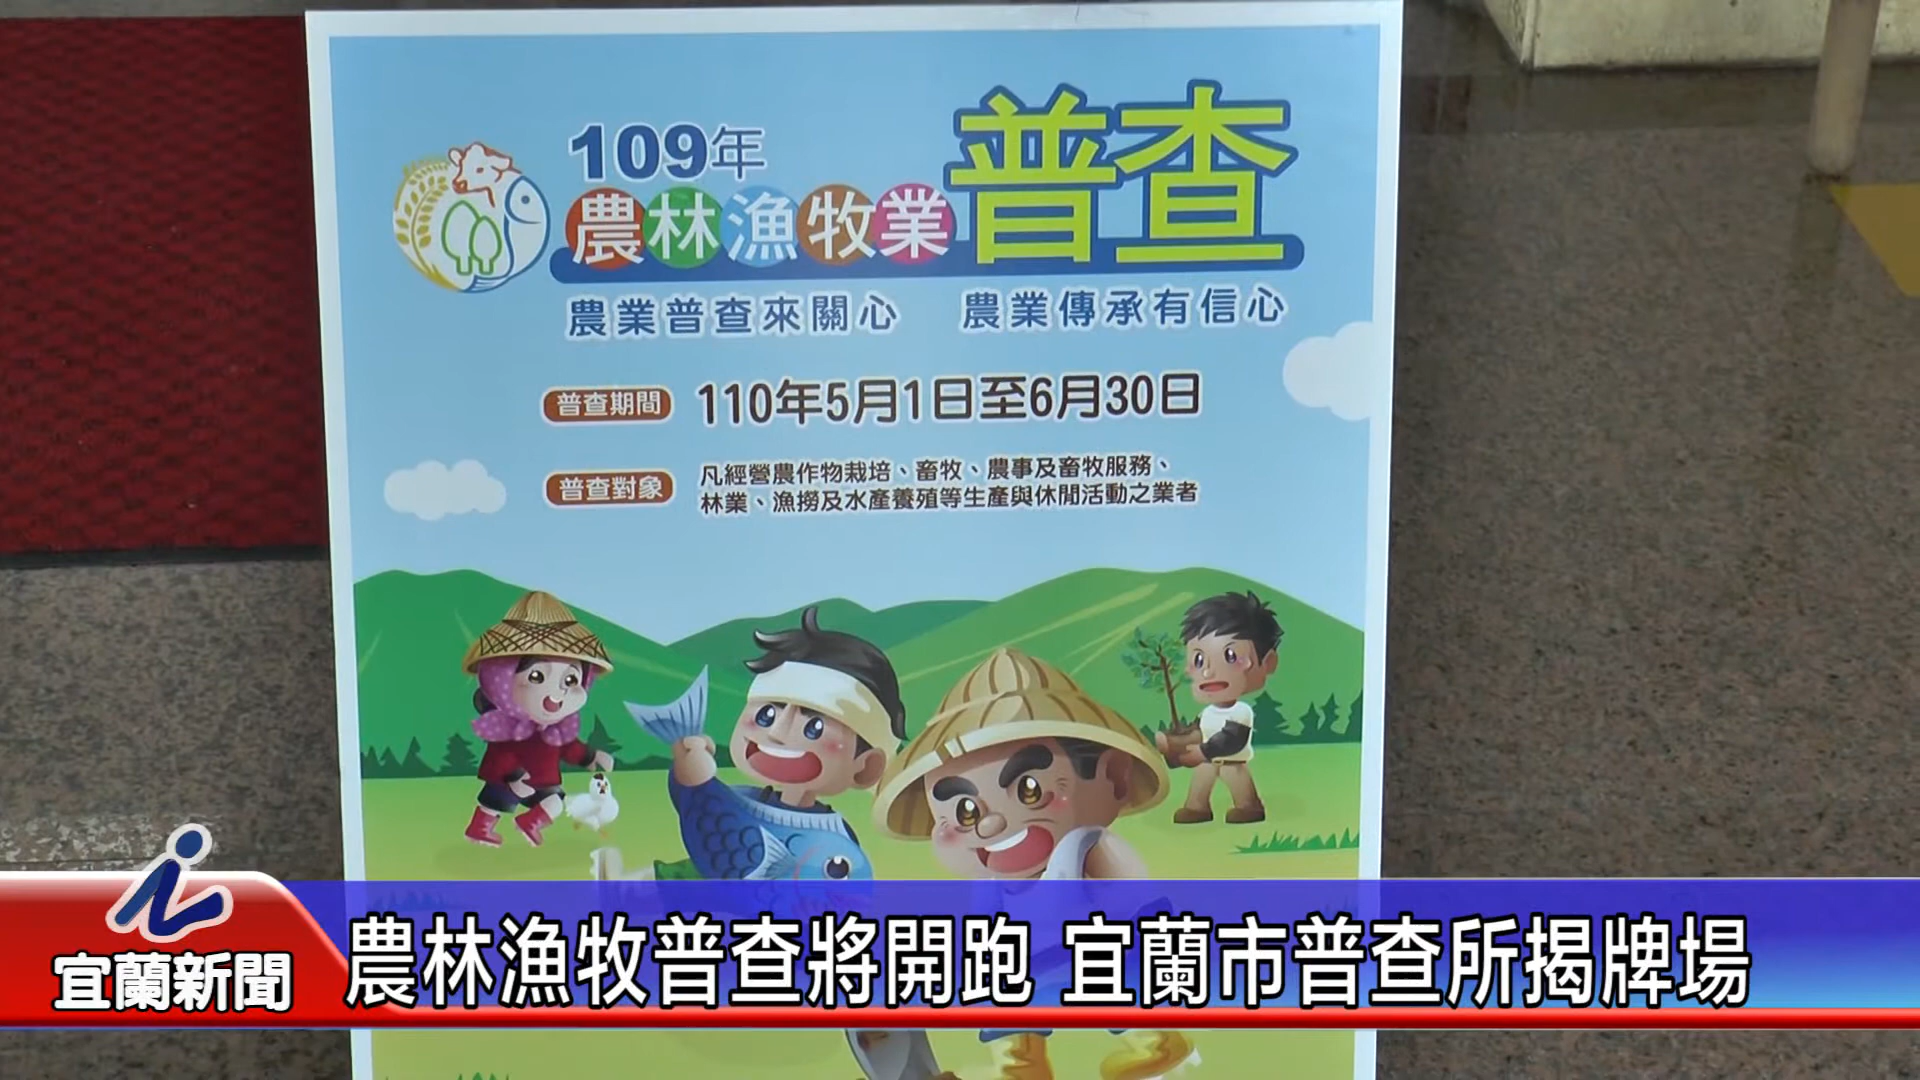 109年
農林漁牧業普查
農業普查來關心 農業傳承有信心
普查期間 110年5月1日至6月30日
普查對象 凡經營農作物栽培、畜牧、農事及畜牧服務、
林業、漁撈及水產養殖等生產與休閒活動之業者
宜蘭新聞
農林漁牧普查將開跑 宜蘭市普查所揭牌場